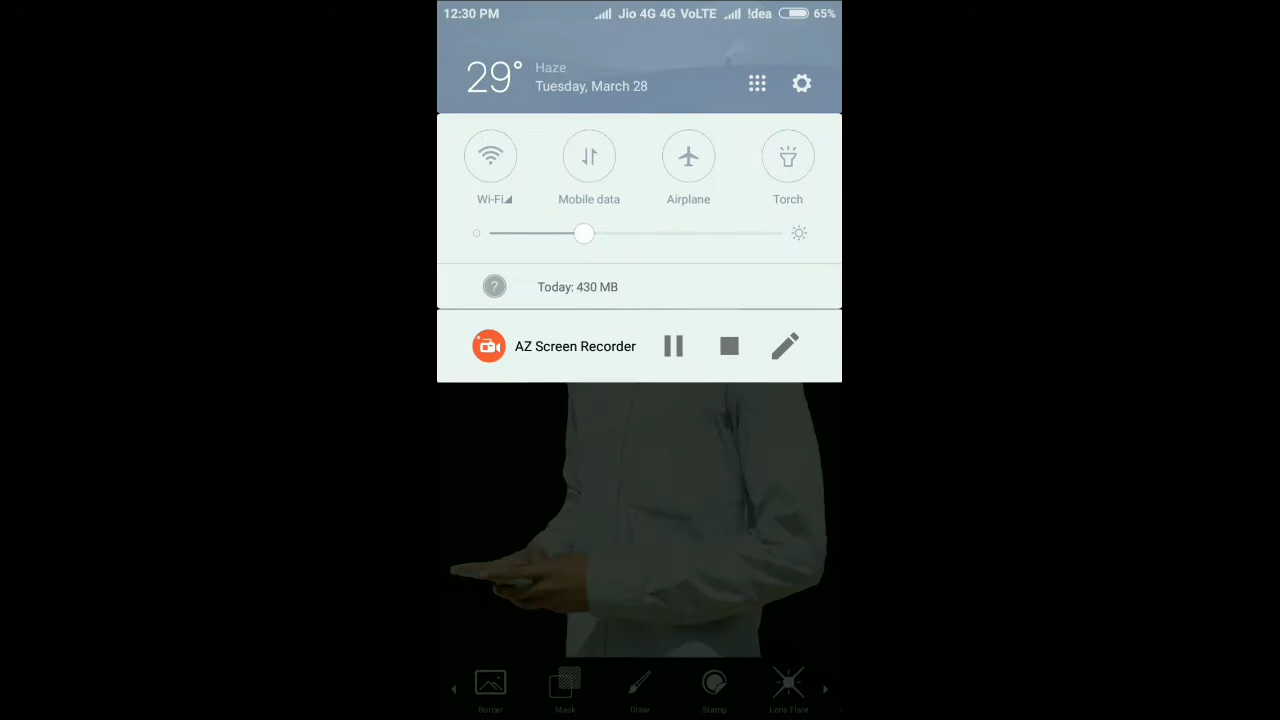 12:30 PM Jio 4G 4G VoLTE !dea 65%
29° Haze
Tuesday, March 28
Wi-Fi Mobile data Airplane Torch
? Today: 430 MB
AZ Screen Recorder
Border Mask Draw Stamp Lens Flare